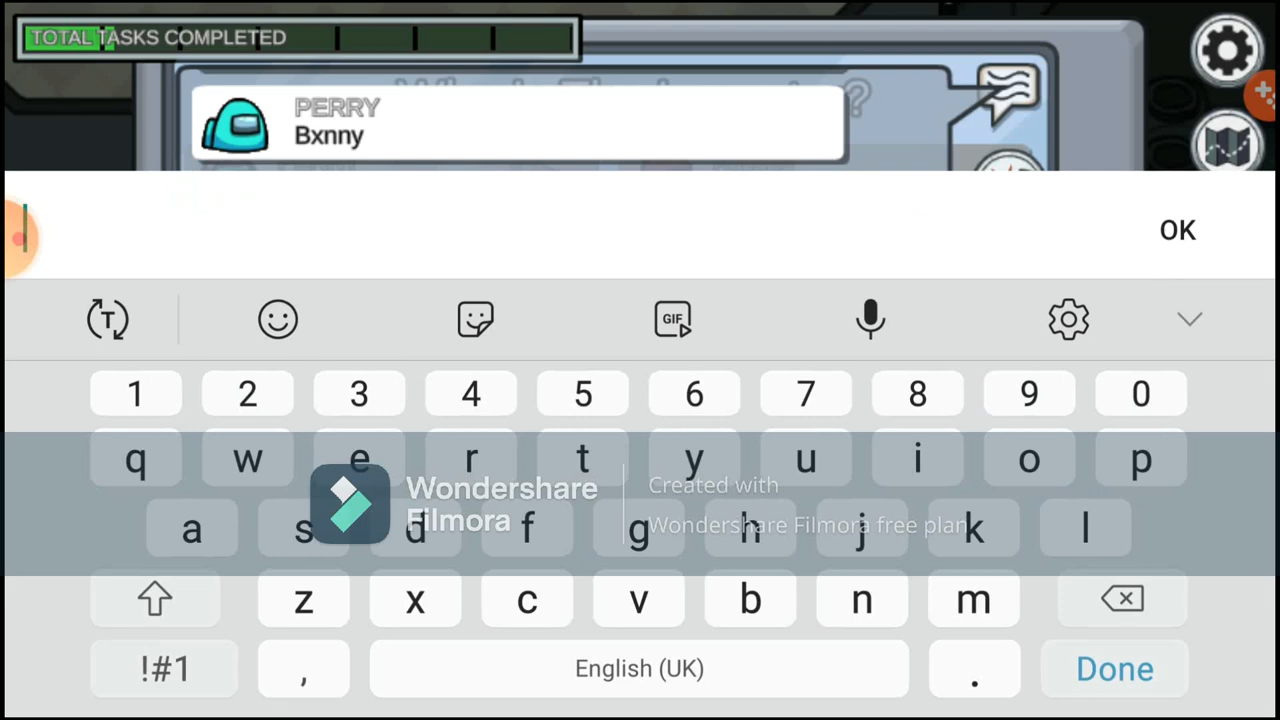 TOTAL TASKS COMPLETED
?
PERRY
Bxnny
OK
T
GIF
1 2 3 4 5 6 7 8 9 0
q w e r t y u i o p
Wondershare
Filmora
Created with
Wondershare Filmora free plan
a s d f g h j k l
z x c v b n m
!#1 , English (UK) . Done